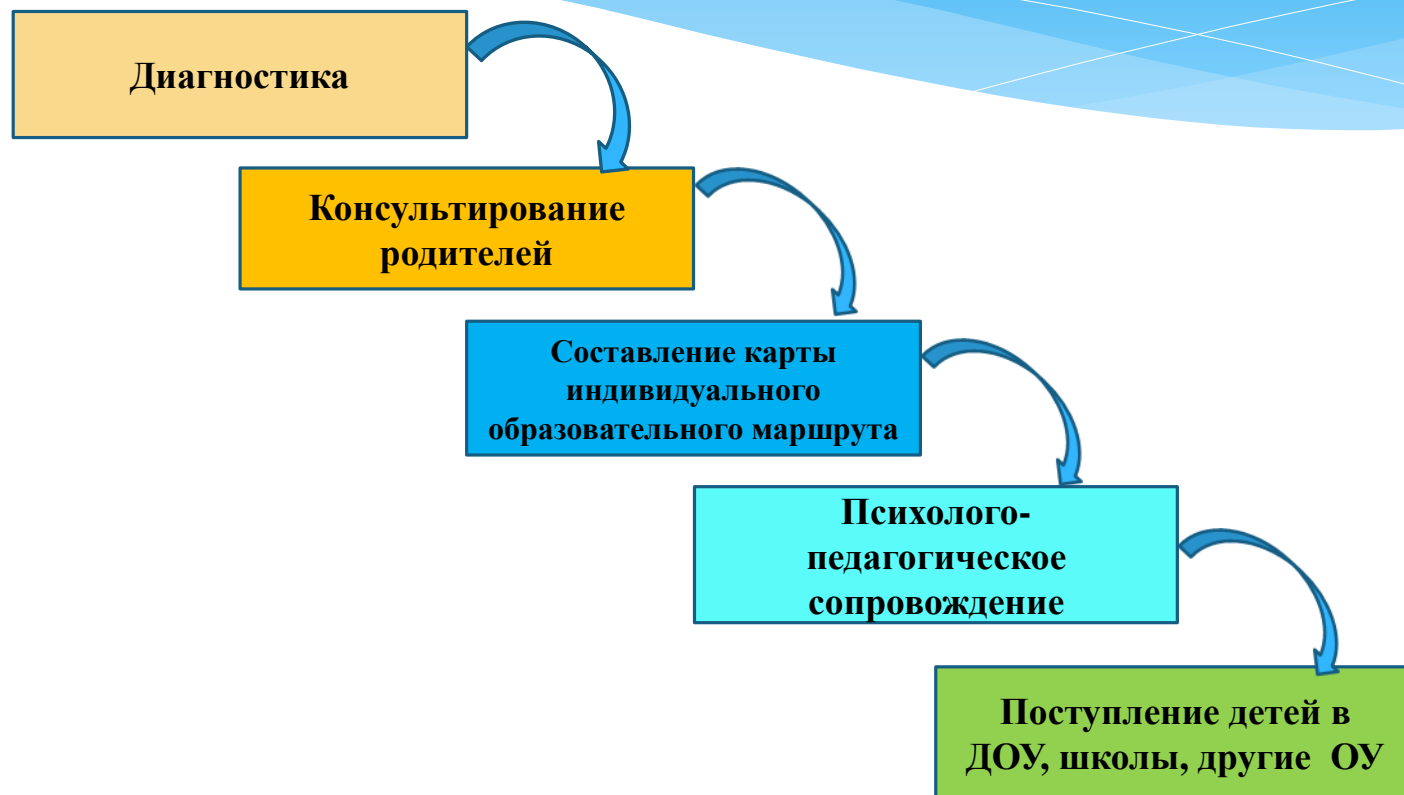 Диагностика
Консультирование
родителей
Составление карты
индивидуального
образовательного маршрута
Психолого-
педагогическое
сопровождение
Поступление детей в
ДОУ, школы, другие ОУ